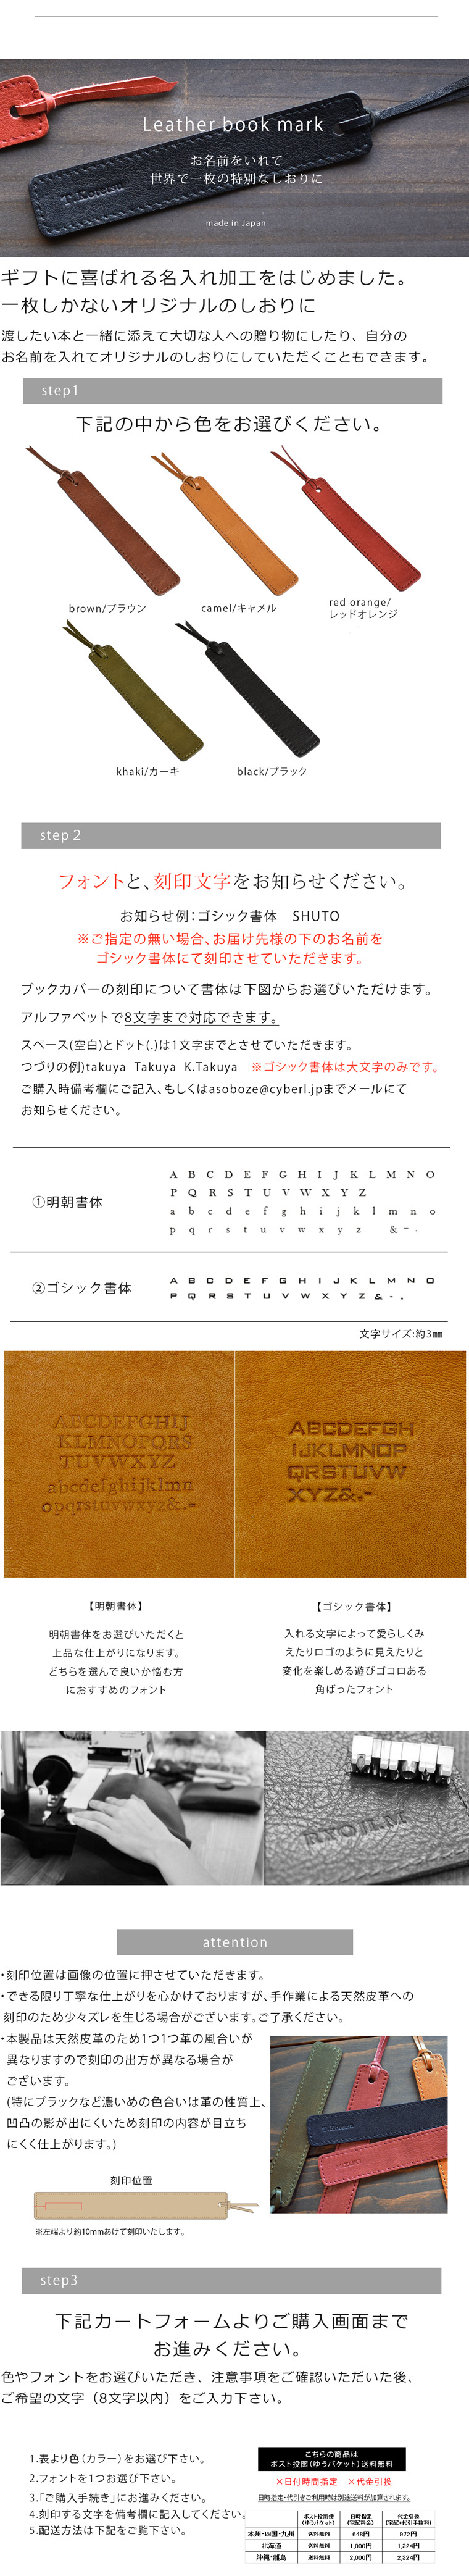 Leather book mark
お名前をいれて
世界で一枚の特別なしおりに
made in Japan
T.Koretsu
ギフトに喜ばれる名入れ加工をはじめました。
一枚しかないオリジナルのしおりに
渡したい本と一緒に添えて大切な人への贈り物にしたり、自分の
お名前を入れてオリジナルのしおりにしていただくこともできます。
step1
下記の中から色をお選びください。
brown/ブラウン
camel/キャメル
red orange/
レッドオレンジ
khaki/カーキ
black/ブラック
step 2
フォントと、刻印文字をお知らせください。
お知らせ例：ゴシック書体　SHUTO
※ご指定の無い場合、お届け先様の下のお名前を
ゴシック書体にて刻印させていただきます。
ブックカバーの刻印について書体は下図からお選びいただけます。
アルファベットで8文字まで対応できます。
スペース(空白)とドット(.)は1文字までとさせていただきます。
つづりの例)takuya Takuya K.Takuya ※ゴシック書体は大文字のみです。
ご購入時備考欄にご記入、もしくはasoboze@cyberl.jpまでメールにて
お知らせください。
①明朝書体
A B C D E F G H I J K L M N O
P Q R S T U V W X Y Z
a b c d e f g h i j k l m n o
p q r s t u v w x y z & - .
②ゴシック書体
A B C D E F G H I J K L M N O
P Q R S T U V W X Y Z & - .
文字サイズ:約3㎜
ABCDEFGHIJ
KLMNOPQRS
TUVWXYZ
abcdefghijklmn
opqrstuvwxyz&.-
ABCDEFGH
IJKLMNOP
QRSTUVW
XYZ&.-
【明朝書体】
明朝書体をお選びいただくと
上品な仕上がりになります。
どちらを選んで良いか悩む方
におすすめのフォント
【ゴシック書体】
入れる文字によって愛らしくみ
えたりロゴのように見えたりと
変化を楽しめる遊びゴコロある
角ばったフォント
RYOJI.M
attention
・刻印位置は画像の位置に押させていただきます。
・できる限り丁寧な仕上がりを心かけておりますが、手作業による天然皮革への
刻印のため少々ズレを生じる場合がございます。ご了承ください。
・本製品は天然皮革のため1つ1つ革の風合いが
異なりますので刻印の出方が異なる場合が
ございます。
(特にブラックなど濃いめの色合いは革の性質上、
凹凸の影が出にくいため刻印の内容が目立ち
にくく仕上がります。)
T.Koretsu
MIZUKI
刻印位置
※左端より約10mmあけて刻印いたします。
step3
下記カートフォームよりご購入画面まで
お進みください。
色やフォントをお選びいただき、注意事項をご確認いただいた後、
ご希望の文字（8文字以内）をご入力下さい。
1.表より色（カラー）をお選び下さい。
2.フォントを1つお選び下さい。
3.「ご購入手続き」にお進みください。
4.刻印する文字を備考欄に記入してください。
5.配送方法は下記をご覧下さい。
こちらの商品は
ポスト投函（ゆうパケット）送料無料
×日付時間指定　×代金引換
日時指定・代引きご利用時は別途送料が加算されます。
ポスト投函便（ゆうパケット） 日時指定（宅配料金） 代金引換（宅配+代引手数料）
本州・四国・九州 送料無料 648円 972円
北海道 送料無料 1,000円 1,324円
沖縄・離島 送料無料 2,000円 2,324円